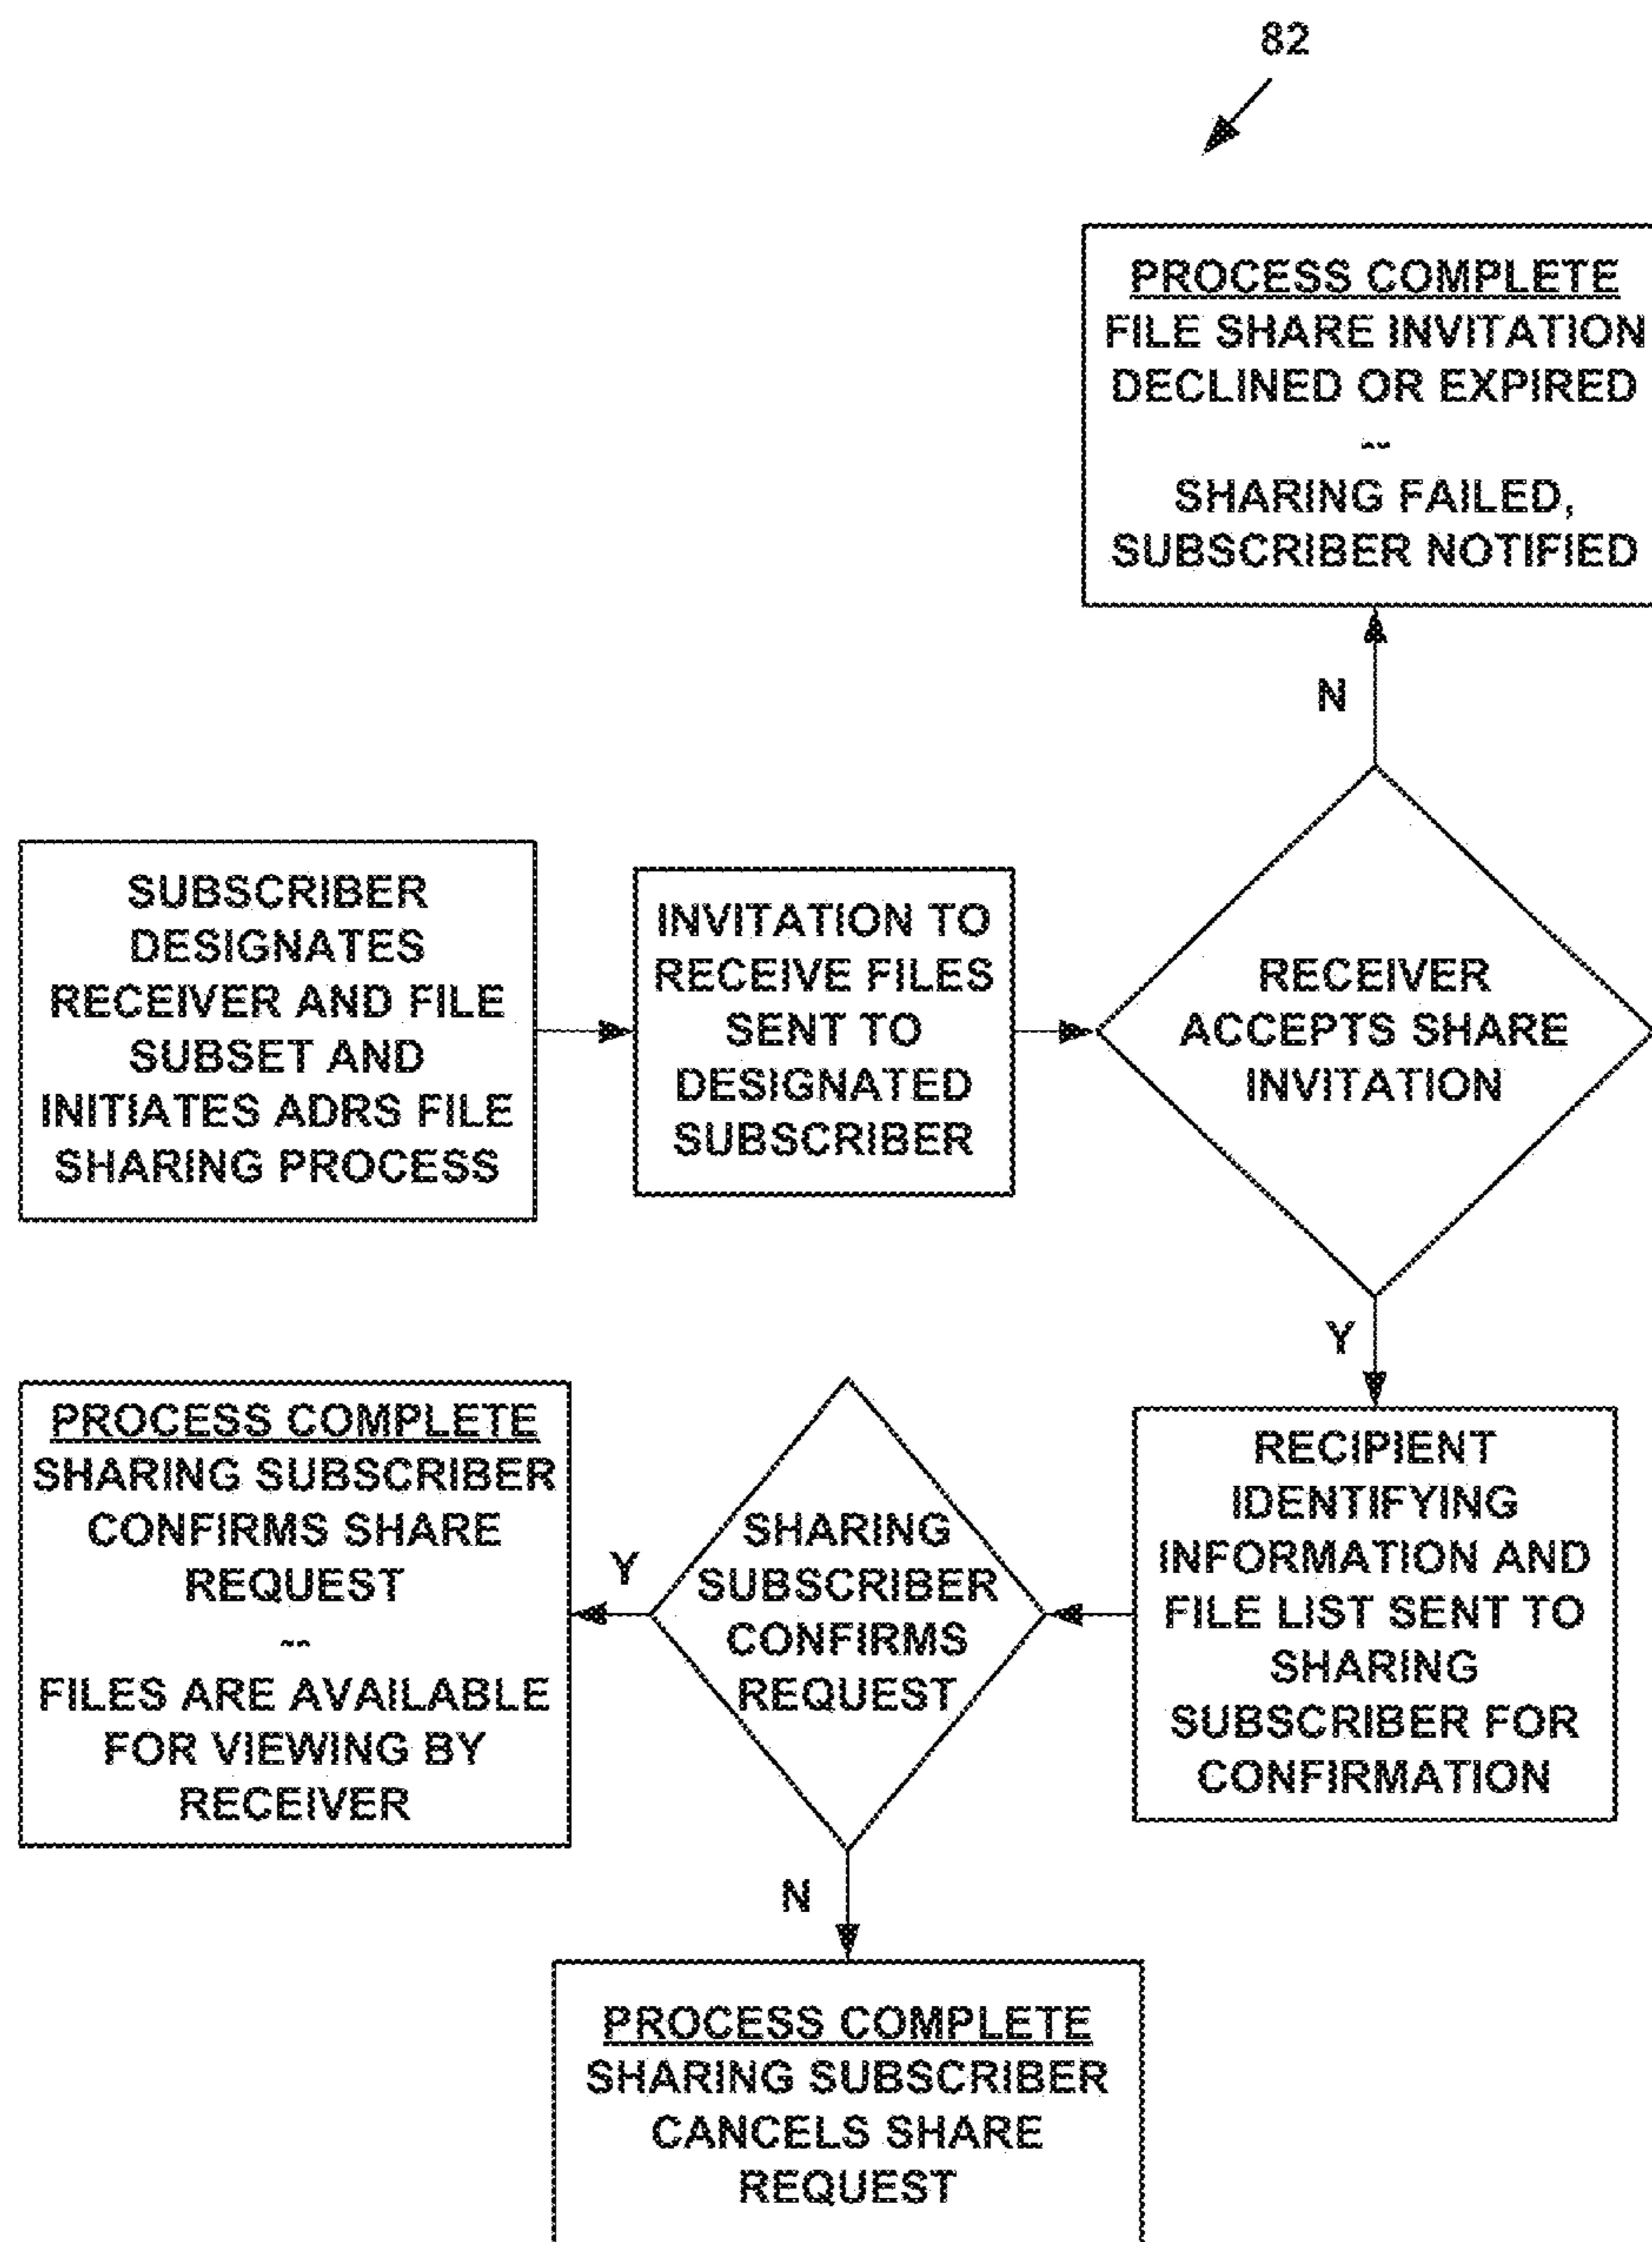 82
PROCESS COMPLETE
FILE SHARE INVITATION
DECLINED OR EXPIRED
--
SHARING FAILED,
SUBSCRIBER NOTIFIED
N
SUBSCRIBER
DESIGNATES
RECEIVER AND FILE
SUBSET AND
INITIATES ADRS FILE
SHARING PROCESS
INVITATION TO
RECEIVE FILES
SENT TO
DESIGNATED
SUBSCRIBER
RECEIVER
ACCEPTS SHARE
INVITATION
Y
RECIPIENT
IDENTIFYING
INFORMATION AND
FILE LIST SENT TO
SHARING
SUBSCRIBER FOR
CONFIRMATION
SHARING
SUBSCRIBER
CONFIRMS
REQUEST
Y
PROCESS COMPLETE
SHARING SUBSCRIBER
CONFIRMS SHARE
REQUEST
--
FILES ARE AVAILABLE
FOR VIEWING BY
RECEIVER
N
PROCESS COMPLETE
SHARING SUBSCRIBER
CANCELS SHARE
REQUEST